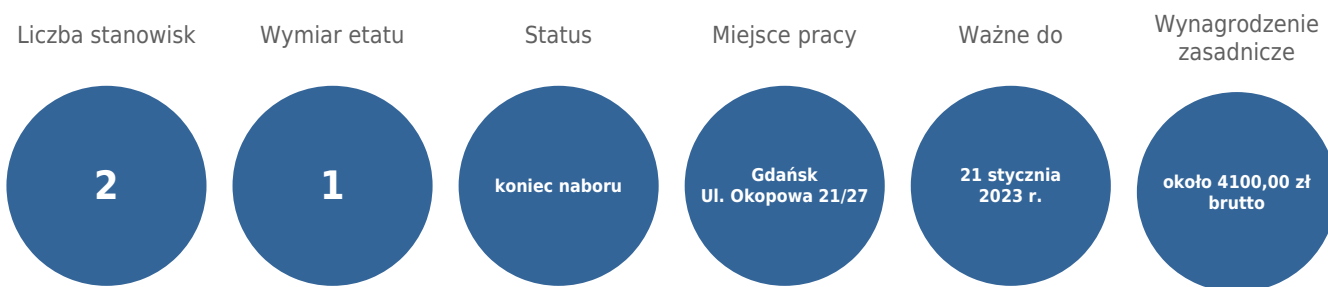 Liczba stanowisk
2
Wymiar etatu
1
Status
koniec naboru
Miejsce pracy
Gdańsk
Ul. Okopowa 21/27
Ważne do
21 stycznia
2023 r.
Wynagrodzenie
zasadnicze
około 4100,00 zł
brutto